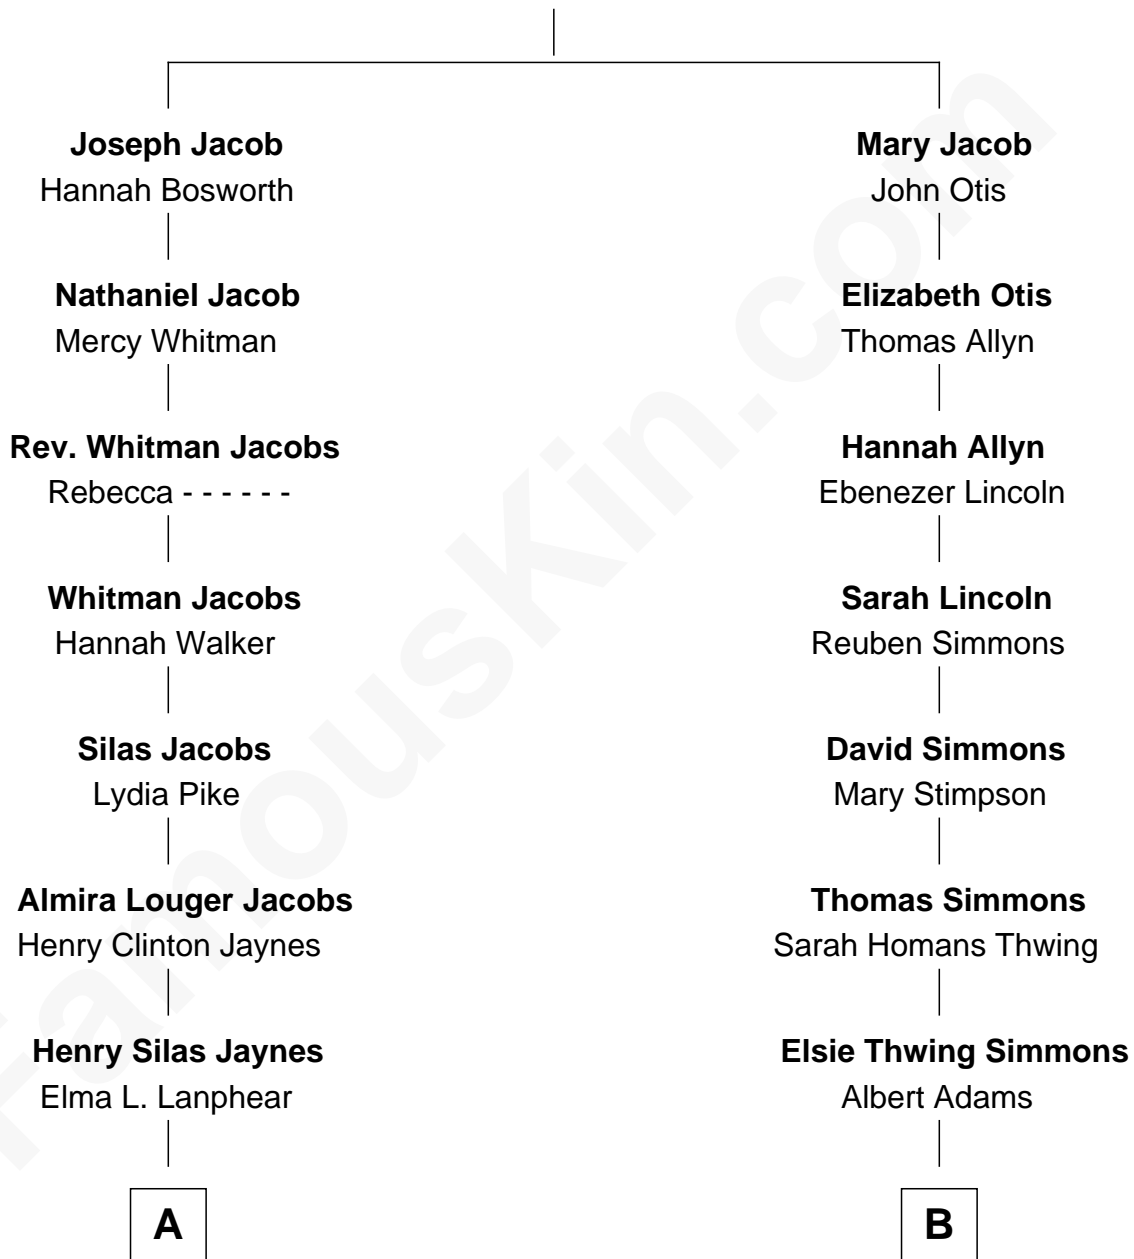 Joseph Jacob
Hannah Bosworth
Mary Jacob
John Otis
Nathaniel Jacob
Mercy Whitman
Elizabeth Otis
Thomas Allyn
Rev. Whitman Jacobs
Rebecca - - - - - -
Hannah Allyn
Ebenezer Lincoln
Whitman Jacobs
Hannah Walker
Sarah Lincoln
Reuben Simmons
Silas Jacobs
Lydia Pike
David Simmons
Mary Stimpson
Almira Louger Jacobs
Henry Clinton Jaynes
Thomas Simmons
Sarah Homans Thwing
Henry Silas Jaynes
Elma L. Lanphear
Elsie Thwing Simmons
Albert Adams
A
B
FamousKin.com